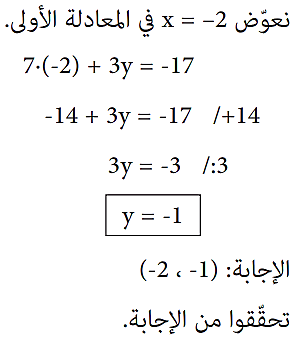 نعوّض x = –2 في المعادلة الأولى.
7·(-2) + 3y = -17
-14 + 3y = -17 /+14
3y = -3 /:3
y = -1
الإجابة: (-2 ، -1)
تحقّقوا من الإجابة.